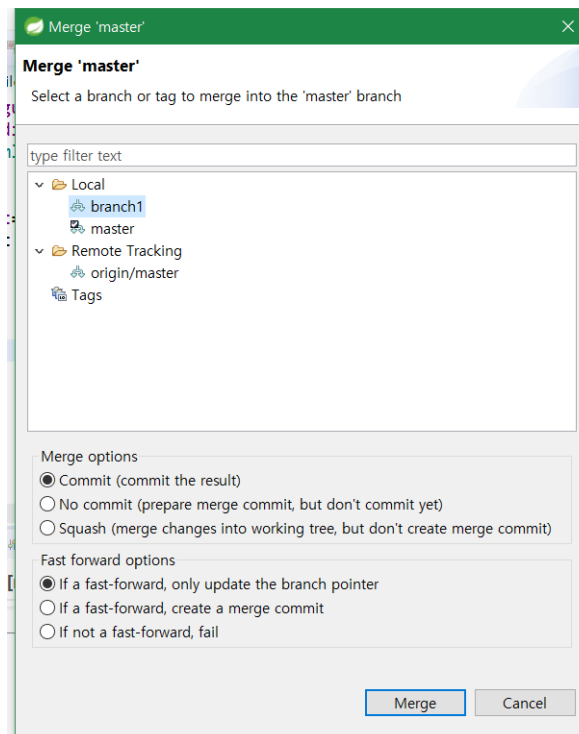 Merge 'master'
Merge 'master'
Select a branch or tag to merge into the 'master' branch
type filter text
Local
branch1
master
Remote Tracking
origin/master
Tags
Merge options
Commit (commit the result)
No commit (prepare merge commit, but don't commit yet)
Squash (merge changes into working tree, but don't create merge commit)
Fast forward options
If a fast-forward, only update the branch pointer
If a fast-forward, create a merge commit
If not a fast-forward, fail
Merge Cancel